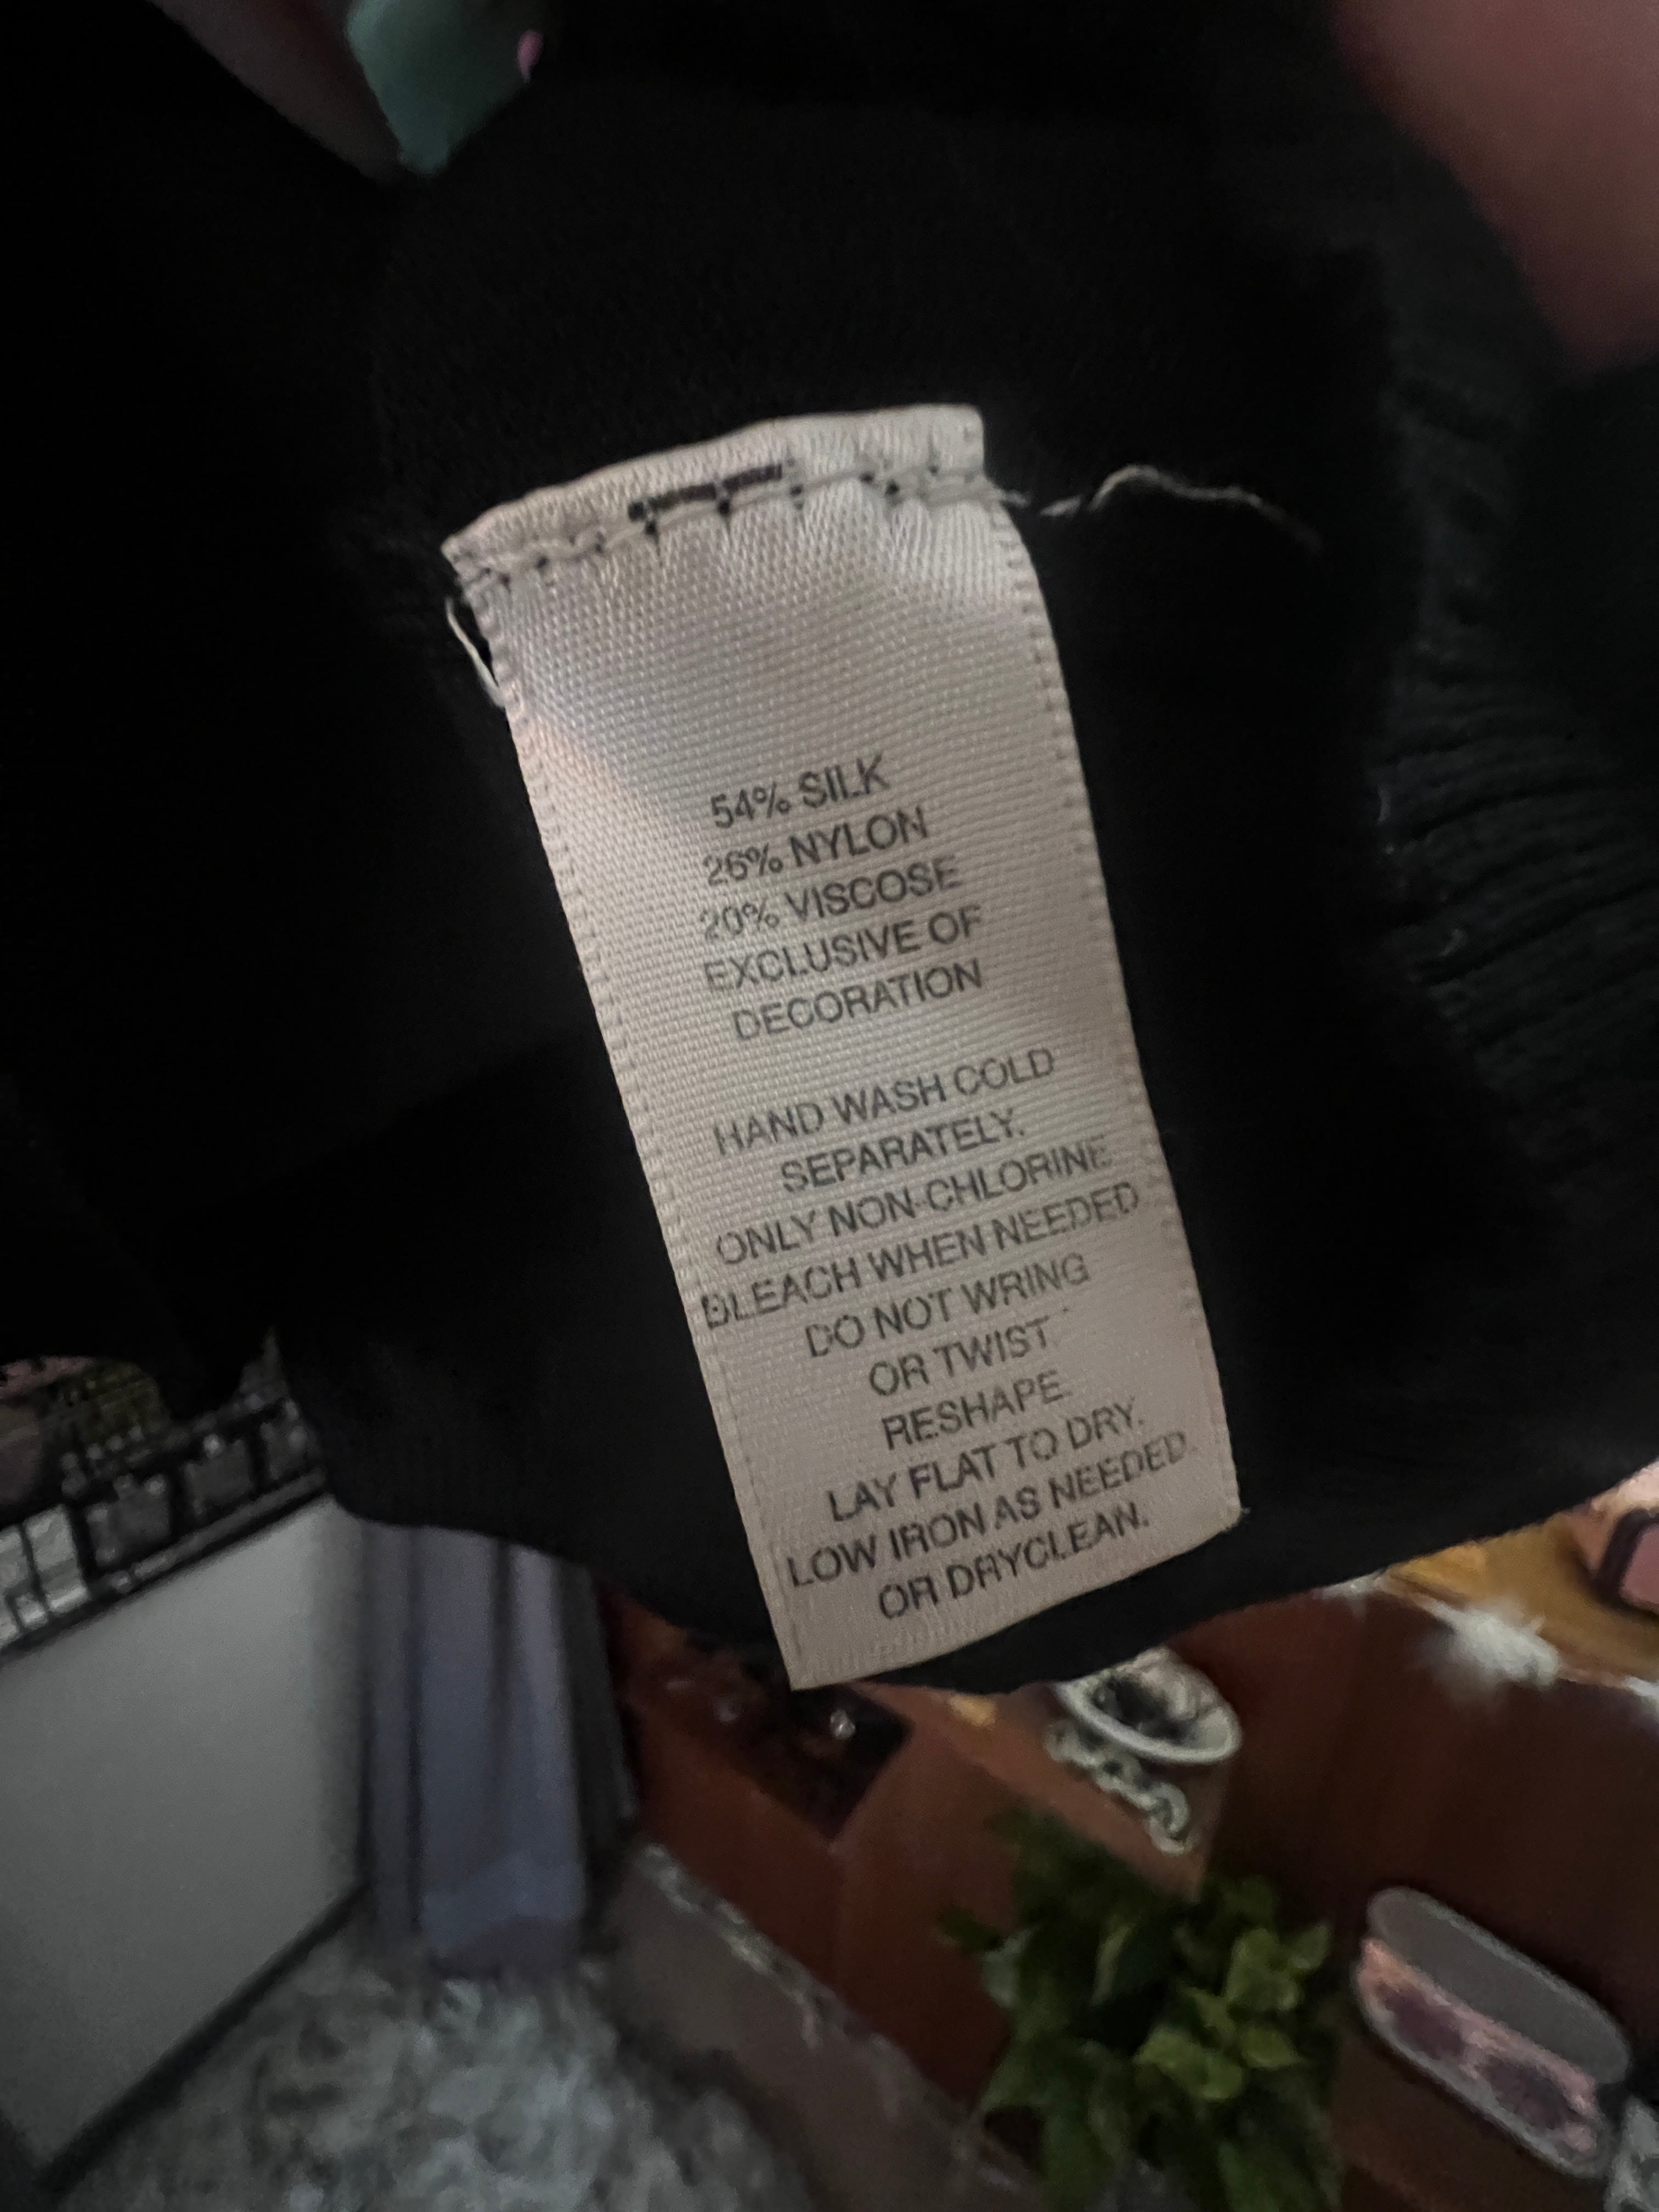 54% SILK
26% NYLON
20% VISCOSE
EXCLUSIVE OF
DECORATION
HAND WASH COLD
SEPARATELY.
ONLY NON-CHLORINE
BLEACH WHEN NEEDED
DO NOT WRING
OR TWIST.
RESHAPE.
LAY FLAT TO DRY.
LOW IRON AS NEEDED.
OR DRYCLEAN.